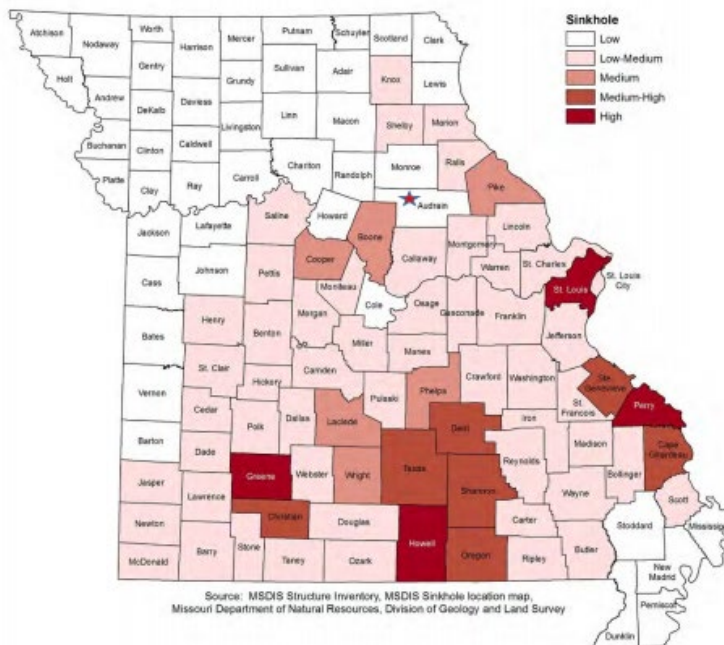 Sinkhole
Low
Low-Medium
Medium
Medium-High
High
Atchison
Nodaway
Worth
Harrison
Mercer
Putnam
Schuyler
Scotland
Clark
Holt
Andrew
Gentry
DeKalb
Daviess
Grundy
Sullivan
Adair
Knox
Lewis
Buchanan
Clinton
Caldwell
Livingston
Linn
Macon
Shelby
Marion
Platte
Clay
Ray
Carroll
Chariton
Randolph
Monroe
Ralls
Pike
Audrain
Jackson
Lafayette
Saline
Howard
Boone
Callaway
Montgomery
Lincoln
Warren
St. Charles
St. Louis
St. Louis
City
Cass
Johnson
Pettis
Cooper
Moniteau
Cole
Osage
Gasconade
Franklin
Jefferson
Bates
Henry
Benton
Morgan
Miller
Maries
Vernon
St. Clair
Hickory
Camden
Pulaski
Phelps
Crawford
Washington
St.
Francois
Ste.
Genevieve
Perry
Barton
Cedar
Polk
Dallas
Laclede
Dent
Iron
Madison
Cape
Girardeau
Jasper
Dade
Greene
Webster
Wright
Texas
Reynolds
Bollinger
Newton
Lawrence
Christian
Douglas
Shannon
Wayne
Scott
McDonald
Barry
Stone
Taney
Ozark
Howell
Oregon
Carter
Ripley
Butler
Stoddard
Mississippi
New
Madrid
Pemiscot
Dunklin
Source: MSDIS Structure Inventory, MSDIS Sinkhole location map,
Missouri Department of Natural Resources, Division of Geology and Land Survey